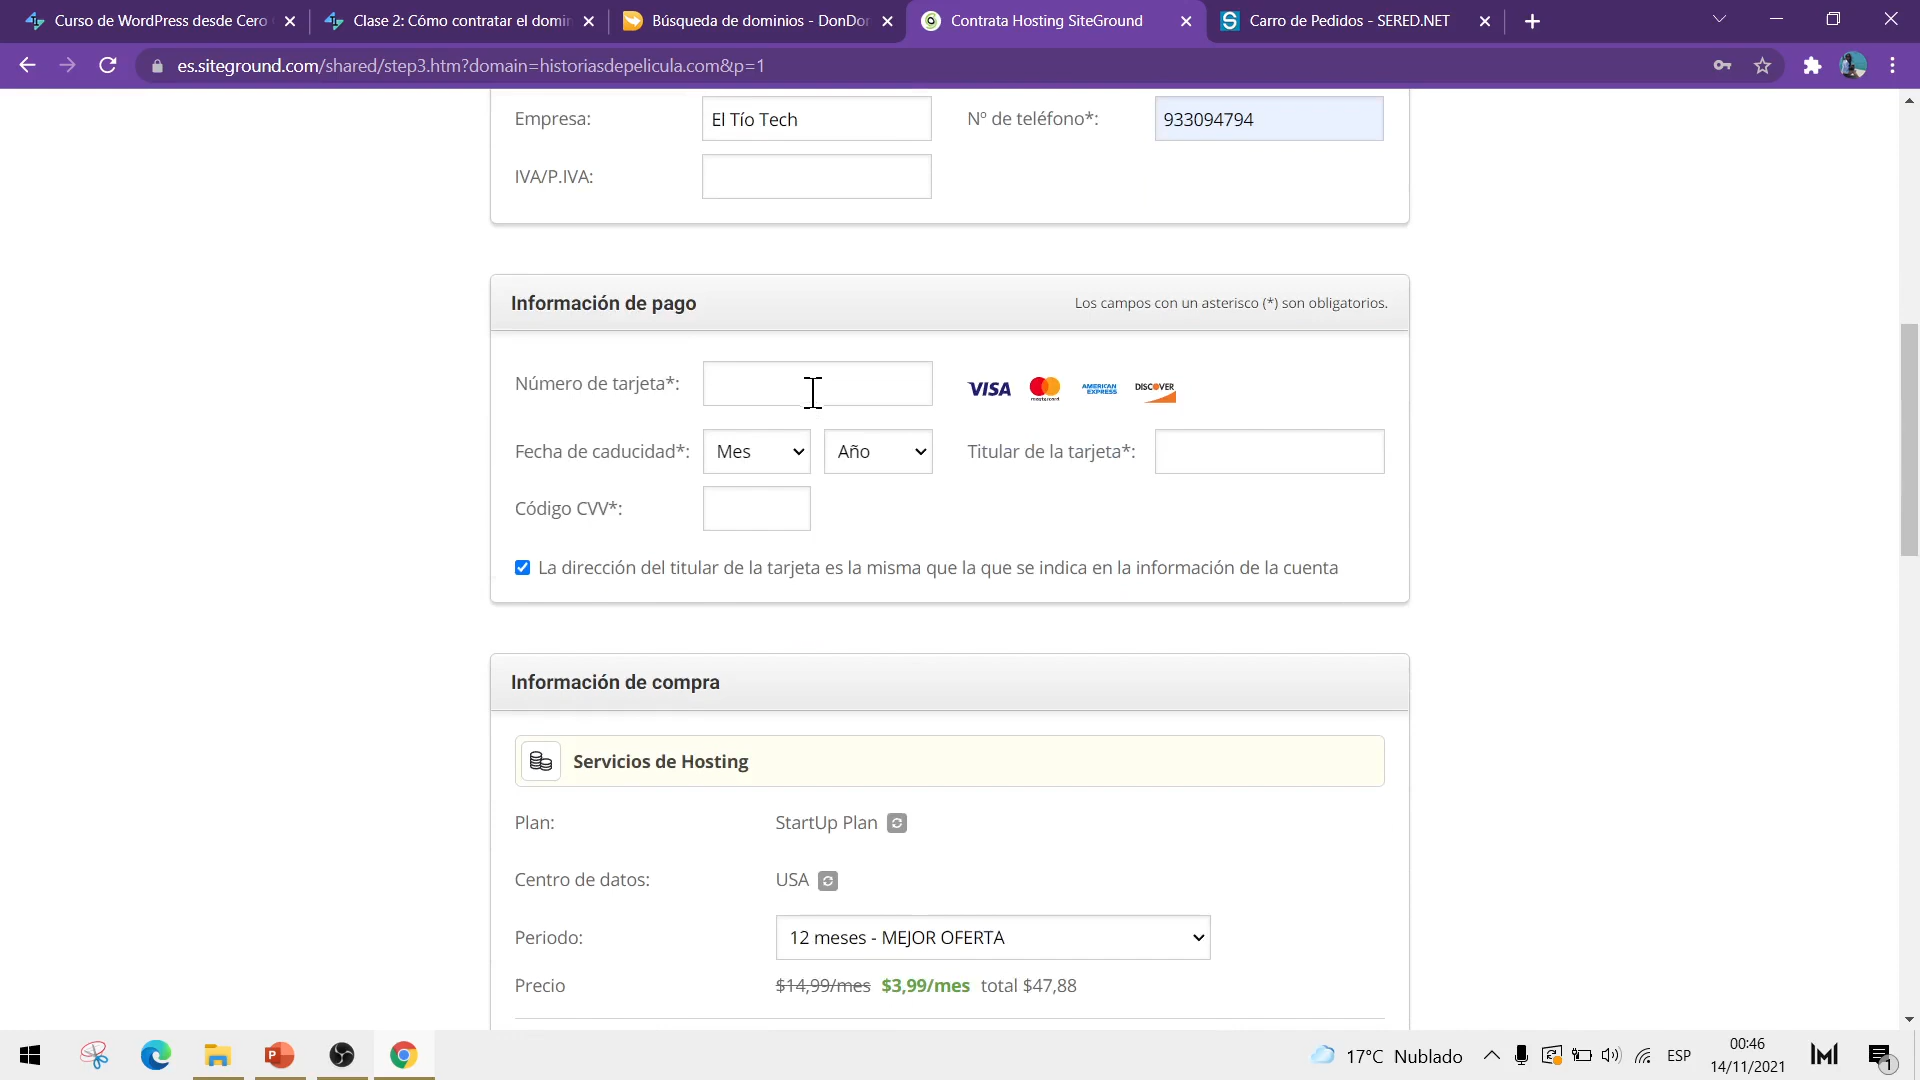 Curso de WordPress desde Cero
Clase 2: Cómo contratar el domin
Búsqueda de dominios - DonDor
Contrata Hosting SiteGround
Carro de Pedidos - SERED.NET
es.siteground.com/shared/step3.htm?domain=historiasdepelicula.com&p=1
Empresa: El Tío Tech Nº de teléfono*: 933094794
IVA/P.IVA:
Información de pago Los campos con un asterisco (*) son obligatorios.
Número de tarjeta*: VISA mastercard AMERICAN EXPRESS DISCOVER
Fecha de caducidad*: Mes Año Titular de la tarjeta*:
Código CVV*:
La dirección del titular de la tarjeta es la misma que la que se indica en la información de la cuenta
Información de compra
Servicios de Hosting
Plan: StartUp Plan
Centro de datos: USA
Periodo: 12 meses - MEJOR OFERTA
Precio $14,99/mes $3,99/mes total $47,88
17°C Nublado ESP 00:46
14/11/2021
1